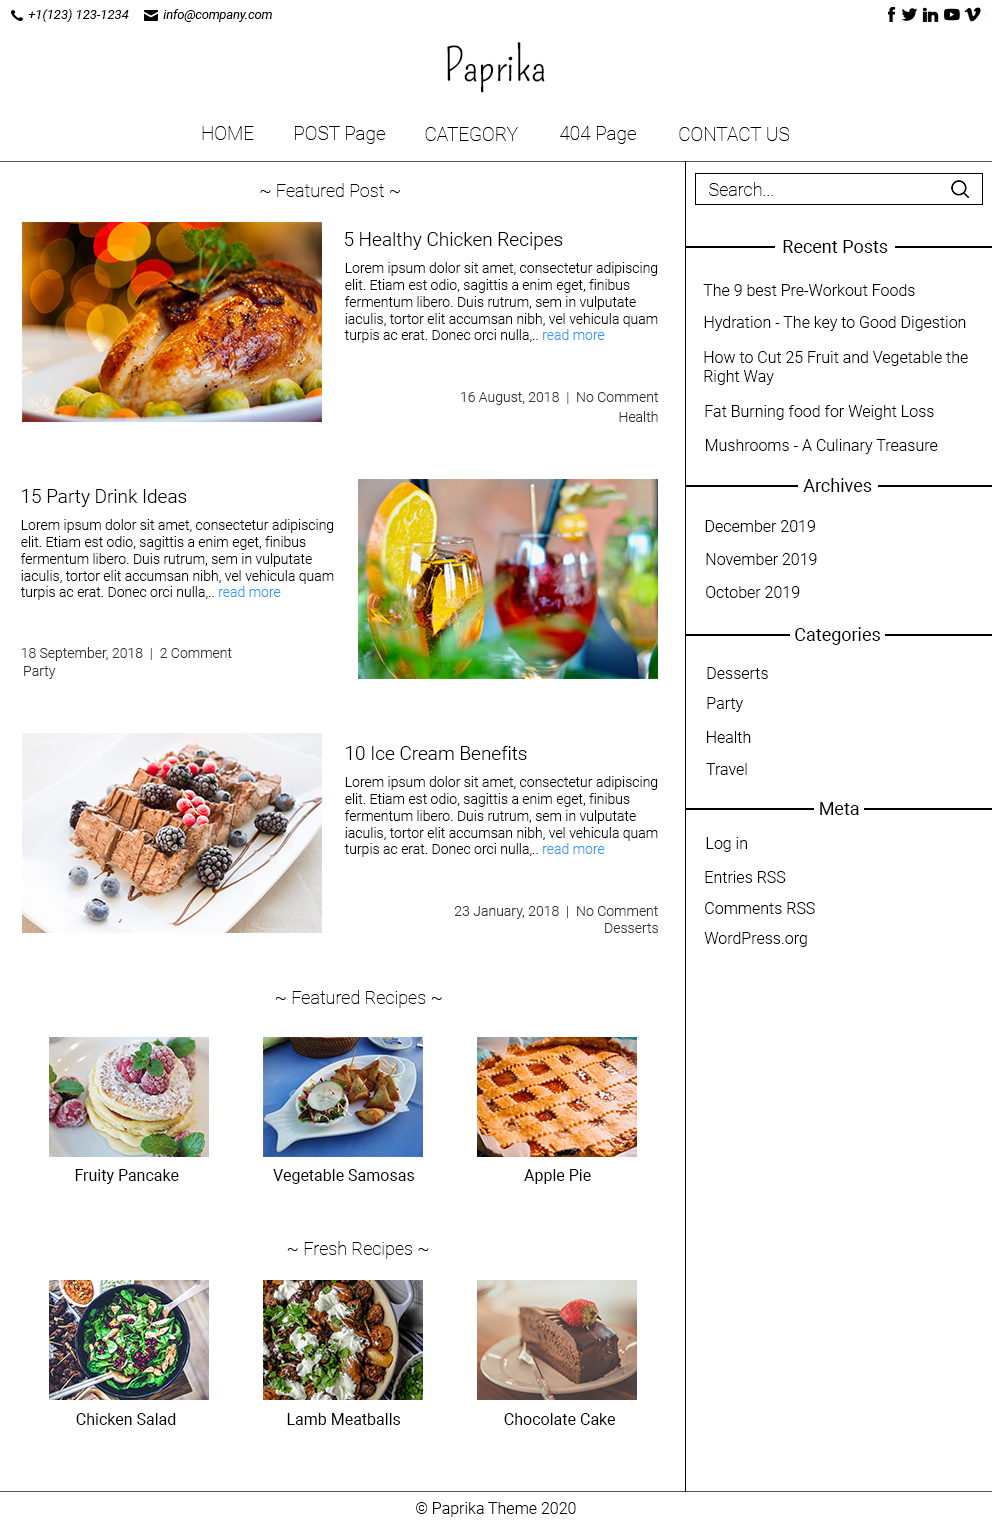 +1(123) 123-1234 info@company.com
Paprika
HOME POST Page CATEGORY 404 Page CONTACT US
~ Featured Post ~
5 Healthy Chicken Recipes
Lorem ipsum dolor sit amet, consectetur adipiscing
elit. Etiam est odio, sagittis a enim eget, finibus
fermentum libero. Duis rutrum, sem in vulputate
iaculis, tortor elit accumsan nibh, vel vehicula quam
turpis ac erat. Donec orci nulla,.. read more
16 August, 2018 | No Comment
Health
15 Party Drink Ideas
Lorem ipsum dolor sit amet, consectetur adipiscing
elit. Etiam est odio, sagittis a enim eget, finibus
fermentum libero. Duis rutrum, sem in vulputate
iaculis, tortor elit accumsan nibh, vel vehicula quam
turpis ac erat. Donec orci nulla,.. read more
18 September, 2018 | 2 Comment
Party
10 Ice Cream Benefits
Lorem ipsum dolor sit amet, consectetur adipiscing
elit. Etiam est odio, sagittis a enim eget, finibus
fermentum libero. Duis rutrum, sem in vulputate
iaculis, tortor elit accumsan nibh, vel vehicula quam
turpis ac erat. Donec orci nulla,.. read more
23 January, 2018 | No Comment
Desserts
~ Featured Recipes ~
Fruity Pancake
Vegetable Samosas
Apple Pie
~ Fresh Recipes ~
Chicken Salad
Lamb Meatballs
Chocolate Cake
Search...
Recent Posts
The 9 best Pre-Workout Foods
Hydration - The key to Good Digestion
How to Cut 25 Fruit and Vegetable the
Right Way
Fat Burning food for Weight Loss
Mushrooms - A Culinary Treasure
Archives
December 2019
November 2019
October 2019
Categories
Desserts
Party
Health
Travel
Meta
Log in
Entries RSS
Comments RSS
WordPress.org
© Paprika Theme 2020